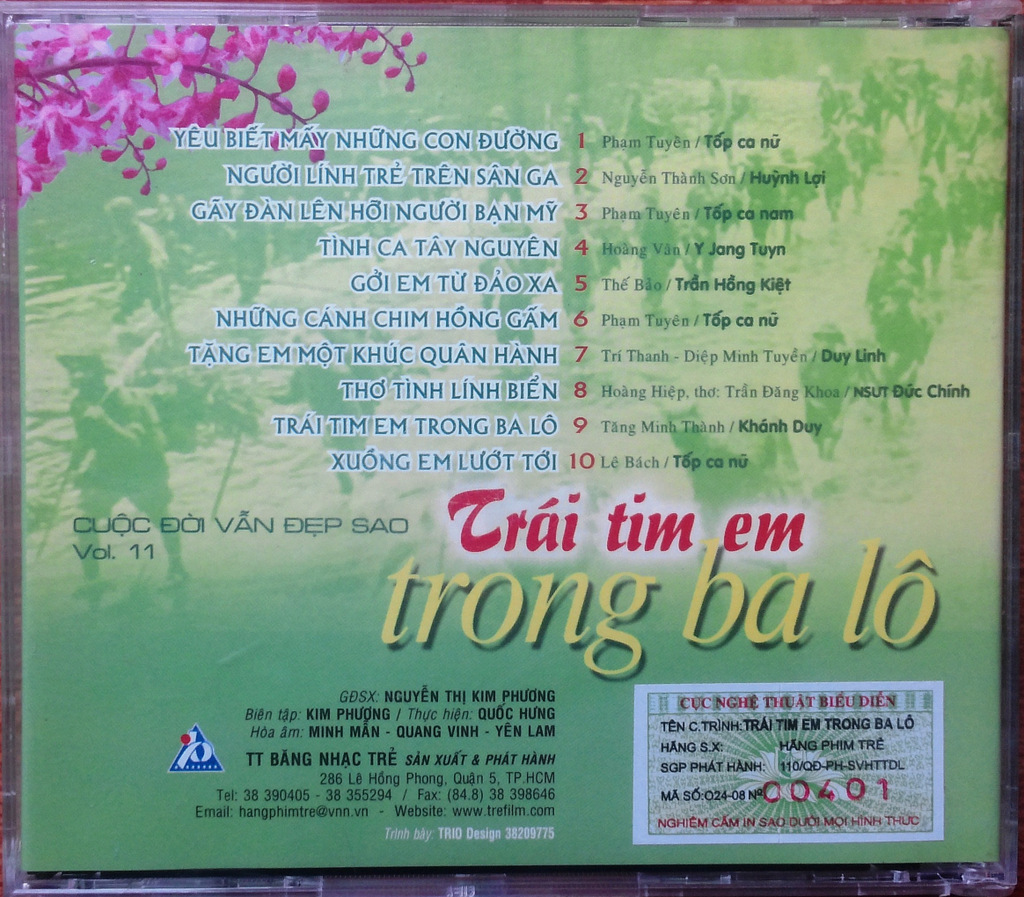 YÊU BIẾT MẤY NHỮNG CON ĐƯỜNG 1 Phạm Tuyên / Tốp ca nữ
NGƯỜI LÍNH TRẺ TRÊN SÂN GA 2 Nguyễn Thành Sơn / Huỳnh Lợi
GÃY ĐÀN LÊN HỠI NGƯỜI BẠN MỸ 3 Phạm Tuyên / Tốp ca nam
TÌNH CA TÂY NGUYÊN 4 Hoàng Vân / Y Jang Tuyn
GỞI EM TỪ ĐẢO XA 5 Thế Bảo / Trần Hồng Kiệt
NHỮNG CÁNH CHIM HỒNG GẤM 6 Phạm Tuyên / Tốp ca nữ
TẶNG EM MỘT KHÚC QUÂN HÀNH 7 Trí Thanh - Diệp Minh Tuyền / Duy Linh
THƠ TÌNH LÍNH BIỂN 8 Hoàng Hiệp, thơ: Trần Đăng Khoa / NSƯT Đức Chính
TRÁI TIM EM TRONG BA LÔ 9 Tăng Minh Thành / Khánh Duy
XUỒNG EM LƯỚT TỚI 10 Lê Bách / Tốp ca nữ
CUỘC ĐỜI VẪN ĐẸP SAO
Vol. 11
Trái tim em
trong ba lô
GĐSX: NGUYỄN THỊ KIM PHƯỢNG
Biên tập: KIM PHƯỢNG / Thực hiện: QUỐC HƯNG
Hòa âm: MINH MẪN - QUANG VINH - YÊN LAM
TT BĂNG NHẠC TRẺ SẢN XUẤT & PHÁT HÀNH
286 Lê Hồng Phong, Quận 5, TP.HCM
Tel: 38 390405 - 38 355294 / Fax: (84.8) 38 398646
Email: hangphimtre@vnn.vn - Website: www.trefilm.com
Trình bày: TRIO Design 38209775
CỤC NGHỆ THUẬT BIỂU DIỄN
TÊN C.TRÌNH: TRÁI TIM EM TRONG BA LÔ
HÃNG S.X: HÃNG PHIM TRẺ
SGP PHÁT HÀNH: 110/QĐ-PH-SVHTTDL
MÃ SỐ: O24-08 Nº 00401
NGHIÊM CẤM IN SAO DƯỚI MỌI HÌNH THỨC